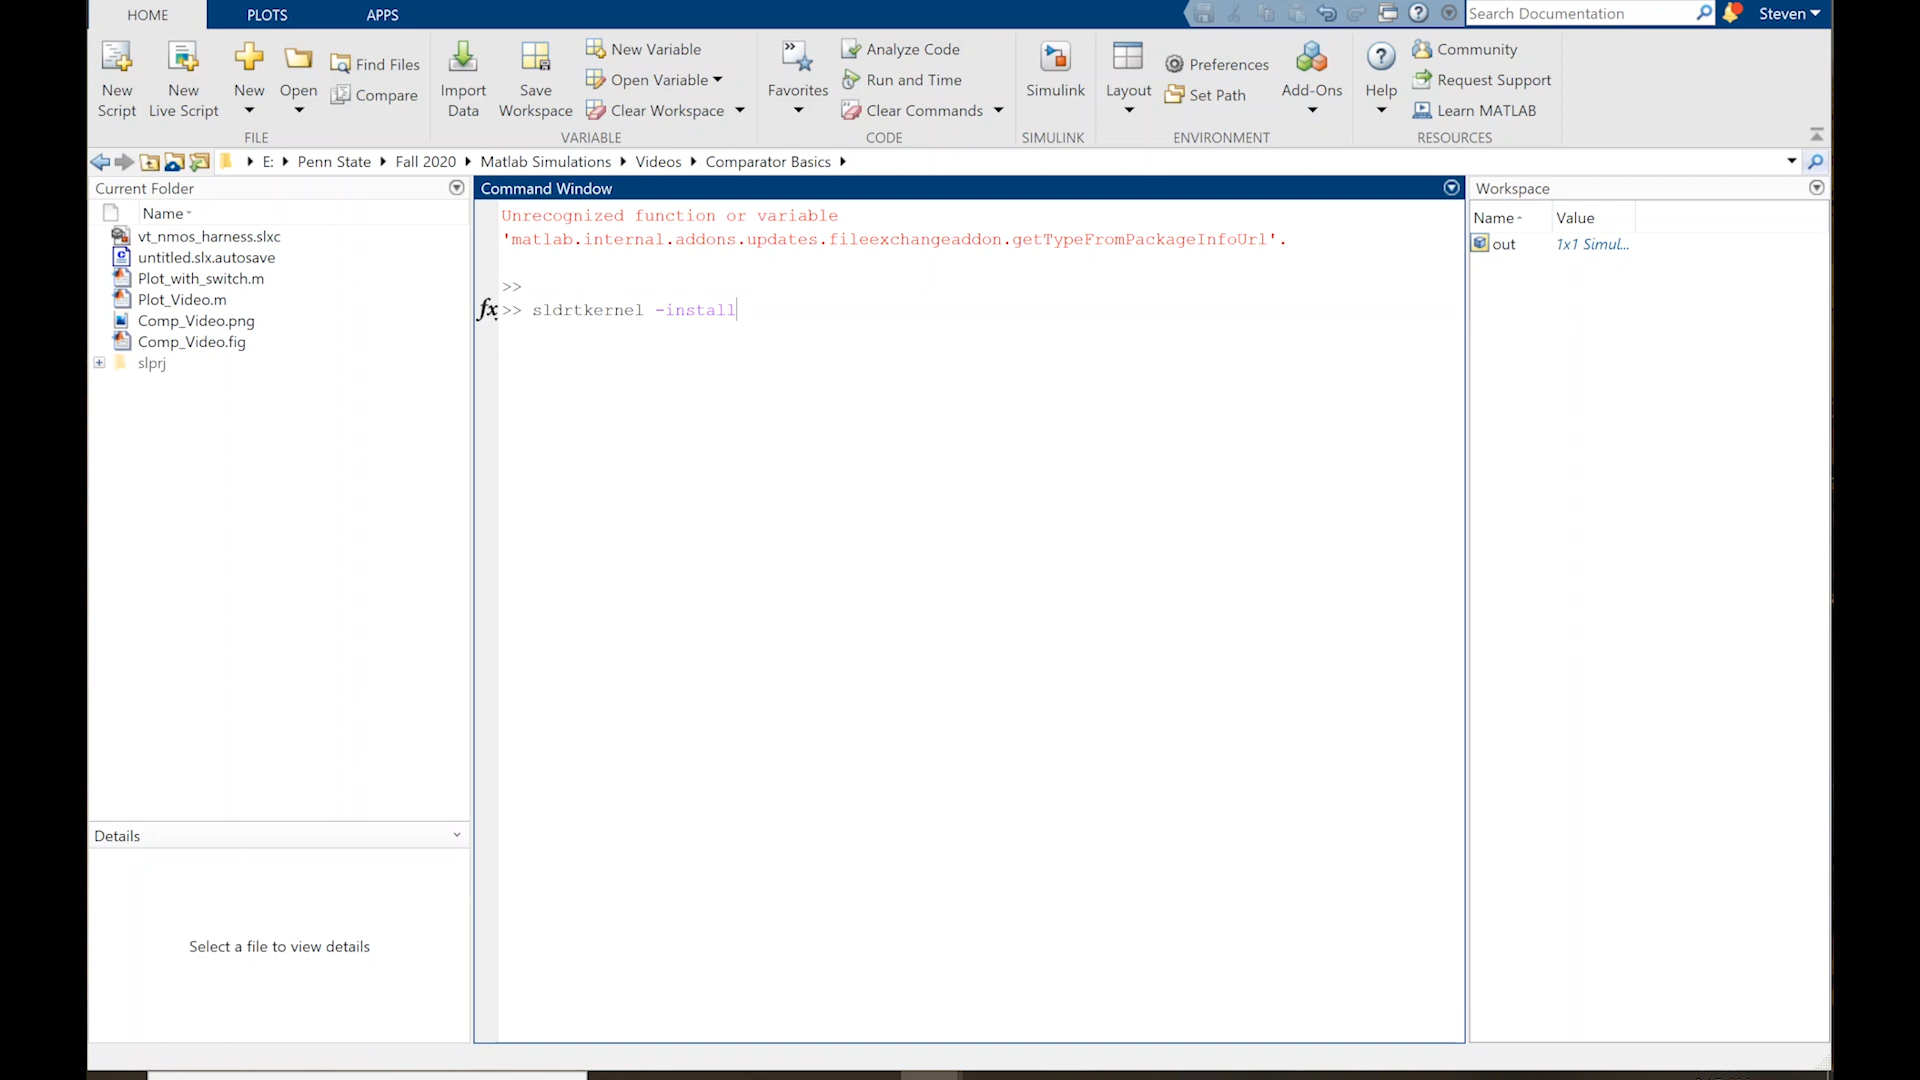 HOME PLOTS APPS
Search Documentation
Steven
New Script
New Live Script
New
Open
Find Files
Compare
FILE
Import Data
Save Workspace
New Variable
Open Variable
Clear Workspace
VARIABLE
Favorites
Analyze Code
Run and Time
Clear Commands
CODE
Simulink
SIMULINK
Layout
Preferences
Set Path
Add-Ons
ENVIRONMENT
Help
Community
Request Support
Learn MATLAB
RESOURCES
E: Penn State Fall 2020 Matlab Simulations Videos Comparator Basics
Current Folder
Name
vt_nmos_harness.slxc
untitled.slx.autosave
Plot_with_switch.m
Plot_Video.m
Comp_Video.png
Comp_Video.fig
slprj
Details
Select a file to view details
Command Window
Unrecognized function or variable
'matlab.internal.addons.updates.fileexchangeaddon.getTypeFromPackageInfoUrl'.
>>
fx >> sldrtkernel -install
Workspace
Name Value
out 1x1 Simul...